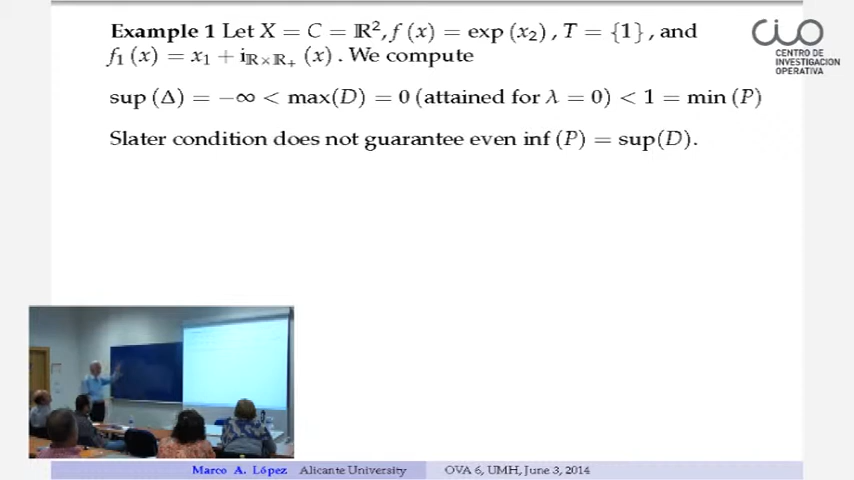 Example 1 Let X = C = ℝ², f (x) = exp (x₂) , T = {1} , and
f₁ (x) = x₁ + i_{ℝ×ℝ₊} (x) . We compute
sup (Δ) = −∞ < max(D) = 0 (attained for λ = 0) < 1 = min (P)
Slater condition does not guarantee even inf (P) = sup(D).
CIO
CENTRO DE
INVESTIGACION
OPERATIVA
Marco A. López Alicante University OVA 6, UMH, June 3, 2014